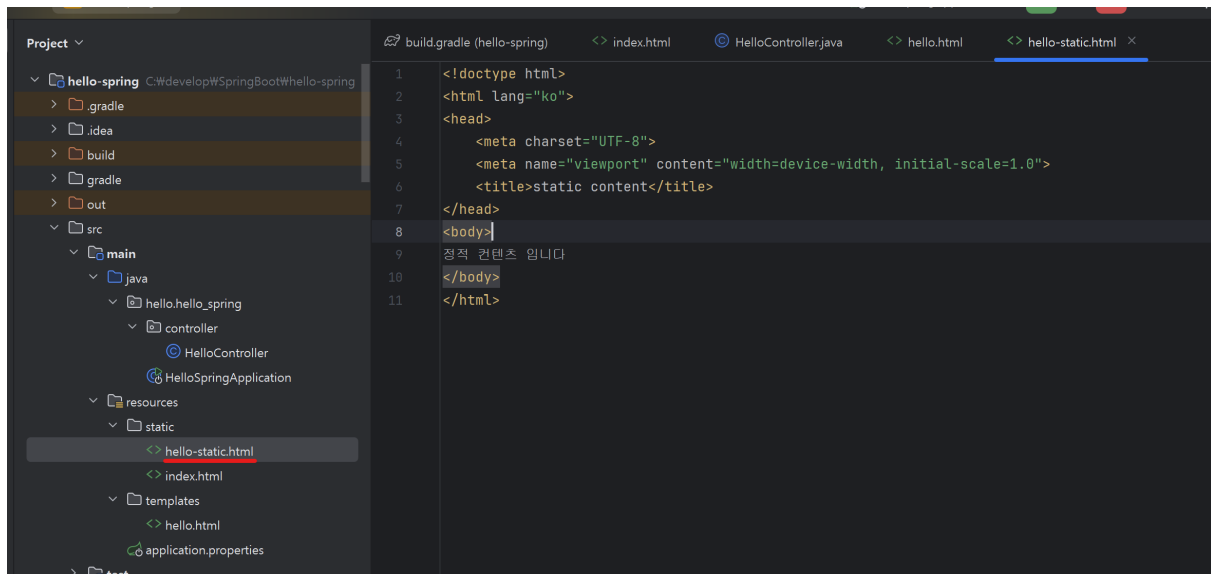 Project
build.gradle (hello-spring)
index.html
HelloController.java
hello.html
hello-static.html
hello-spring C:₩develop₩SpringBoot₩hello-spring
.gradle
.idea
build
gradle
out
src
main
java
hello.hello_spring
controller
HelloController
HelloSpringApplication
resources
static
hello-static.html
index.html
templates
hello.html
application.properties
1 <!doctype html>
2 <html lang="ko">
3 <head>
4 <meta charset="UTF-8">
5 <meta name="viewport" content="width=device-width, initial-scale=1.0">
6 <title>static content</title>
7 </head>
8 <body>
9 정적 컨텐츠 입니다
10 </body>
11 </html>